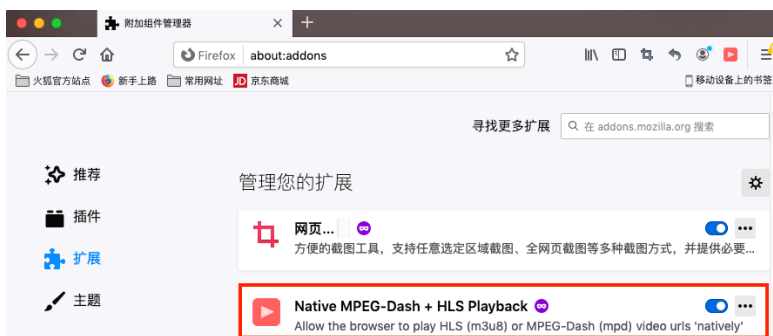 附加组件管理器
Firefox about:addons
火狐官方站点 新手上路 常用网址 JD 京东商城 移动设备上的书签
寻找更多扩展 在 addons.mozilla.org 搜索
推荐
管理您的扩展
插件
网页...
方便的截图工具，支持任意选定区域截图、全网页截图等多种截图方式，并提供必要...
扩展
主题
Native MPEG-Dash + HLS Playback
Allow the browser to play HLS (m3u8) or MPEG-Dash (mpd) video urls 'natively'